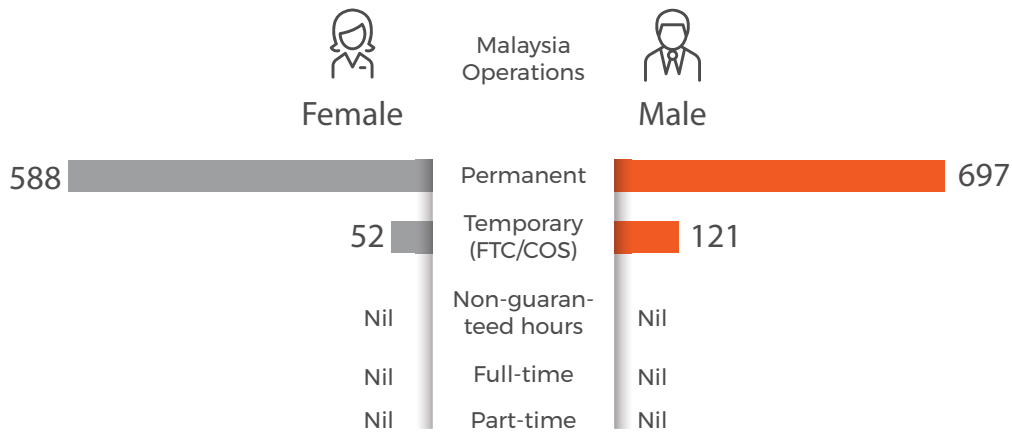 Malaysia
Operations
Female
Male
588
Permanent
697
52
Temporary
(FTC/COS)
121
Nil
Non-guaran-
teed hours
Nil
Nil
Full-time
Nil
Nil
Part-time
Nil